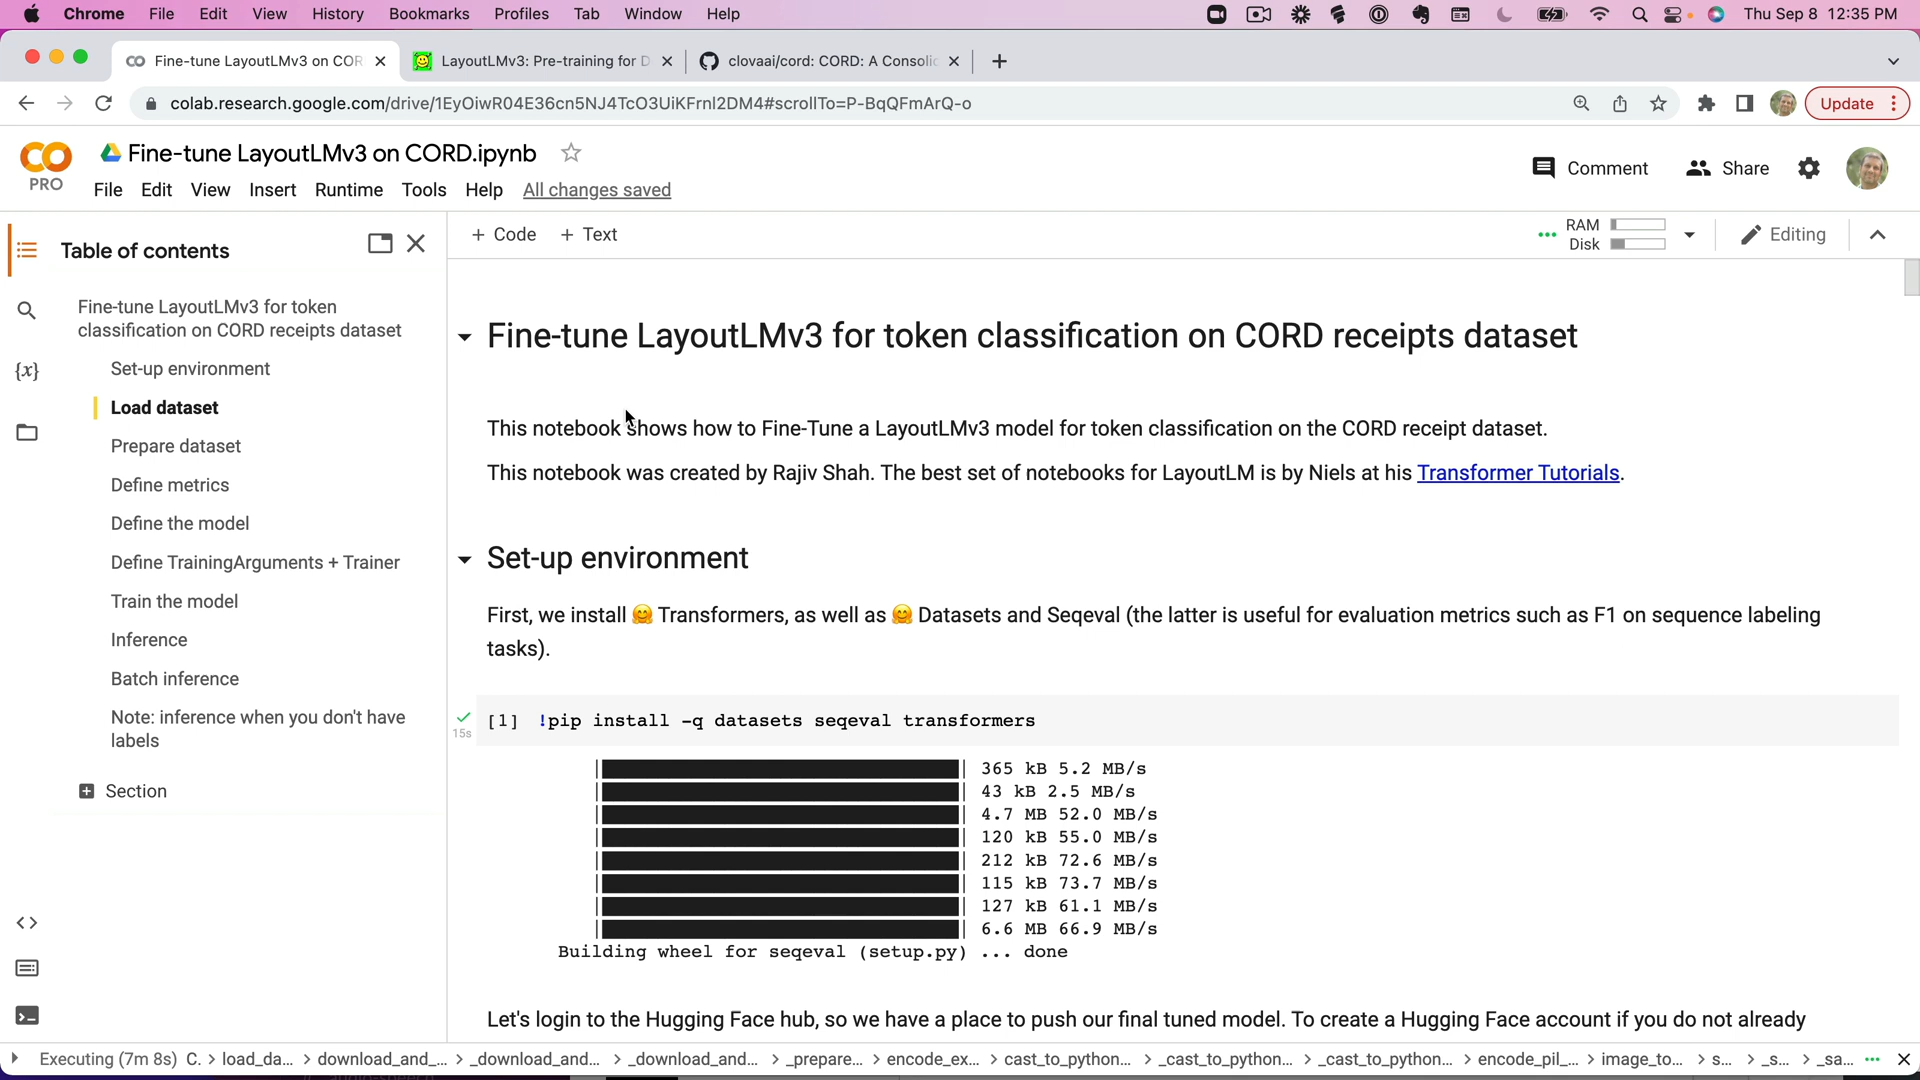 Chrome File Edit View History Bookmarks Profiles Tab Window Help Thu Sep 8 12:35 PM
Fine-tune LayoutLMv3 on COR LayoutLMv3: Pre-training for D clovaai/cord: CORD: A Consolic
colab.research.google.com/drive/1EyOiwR04E36cn5NJ4TcO3UiKFrnl2DM4#scrollTo=P-BqQFmArQ-o Update
Fine-tune LayoutLMv3 on CORD.ipynb
PRO
File Edit View Insert Runtime Tools Help All changes saved
Comment Share
Table of contents
Fine-tune LayoutLMv3 for token
classification on CORD receipts dataset
Set-up environment
Load dataset
Prepare dataset
Define metrics
Define the model
Define TrainingArguments + Trainer
Train the model
Inference
Batch inference
Note: inference when you don't have
labels
Section
{x}
+ Code + Text
RAM
Disk
Editing
Fine-tune LayoutLMv3 for token classification on CORD receipts dataset
This notebook shows how to Fine-Tune a LayoutLMv3 model for token classification on the CORD receipt dataset.
This notebook was created by Rajiv Shah. The best set of notebooks for LayoutLM is by Niels at his Transformer Tutorials.
Set-up environment
First, we install 🤗 Transformers, as well as 🤗 Datasets and Seqeval (the latter is useful for evaluation metrics such as F1 on sequence labeling
tasks).
15s
[1] !pip install -q datasets seqeval transformers
365 kB 5.2 MB/s
43 kB 2.5 MB/s
4.7 MB 52.0 MB/s
120 kB 55.0 MB/s
212 kB 72.6 MB/s
115 kB 73.7 MB/s
127 kB 61.1 MB/s
6.6 MB 66.9 MB/s
Building wheel for seqeval (setup.py) ... done
Let's login to the Hugging Face hub, so we have a place to push our final tuned model. To create a Hugging Face account if you do not already
Executing (7m 8s) C. > load_da... > download_and_... > _download_and... > _download_and... > _prepare... > encode_ex... > cast_to_python... > _cast_to_python... > _cast_to_python... > encode_pil_... > image_to... > s... > _s... > _sa...